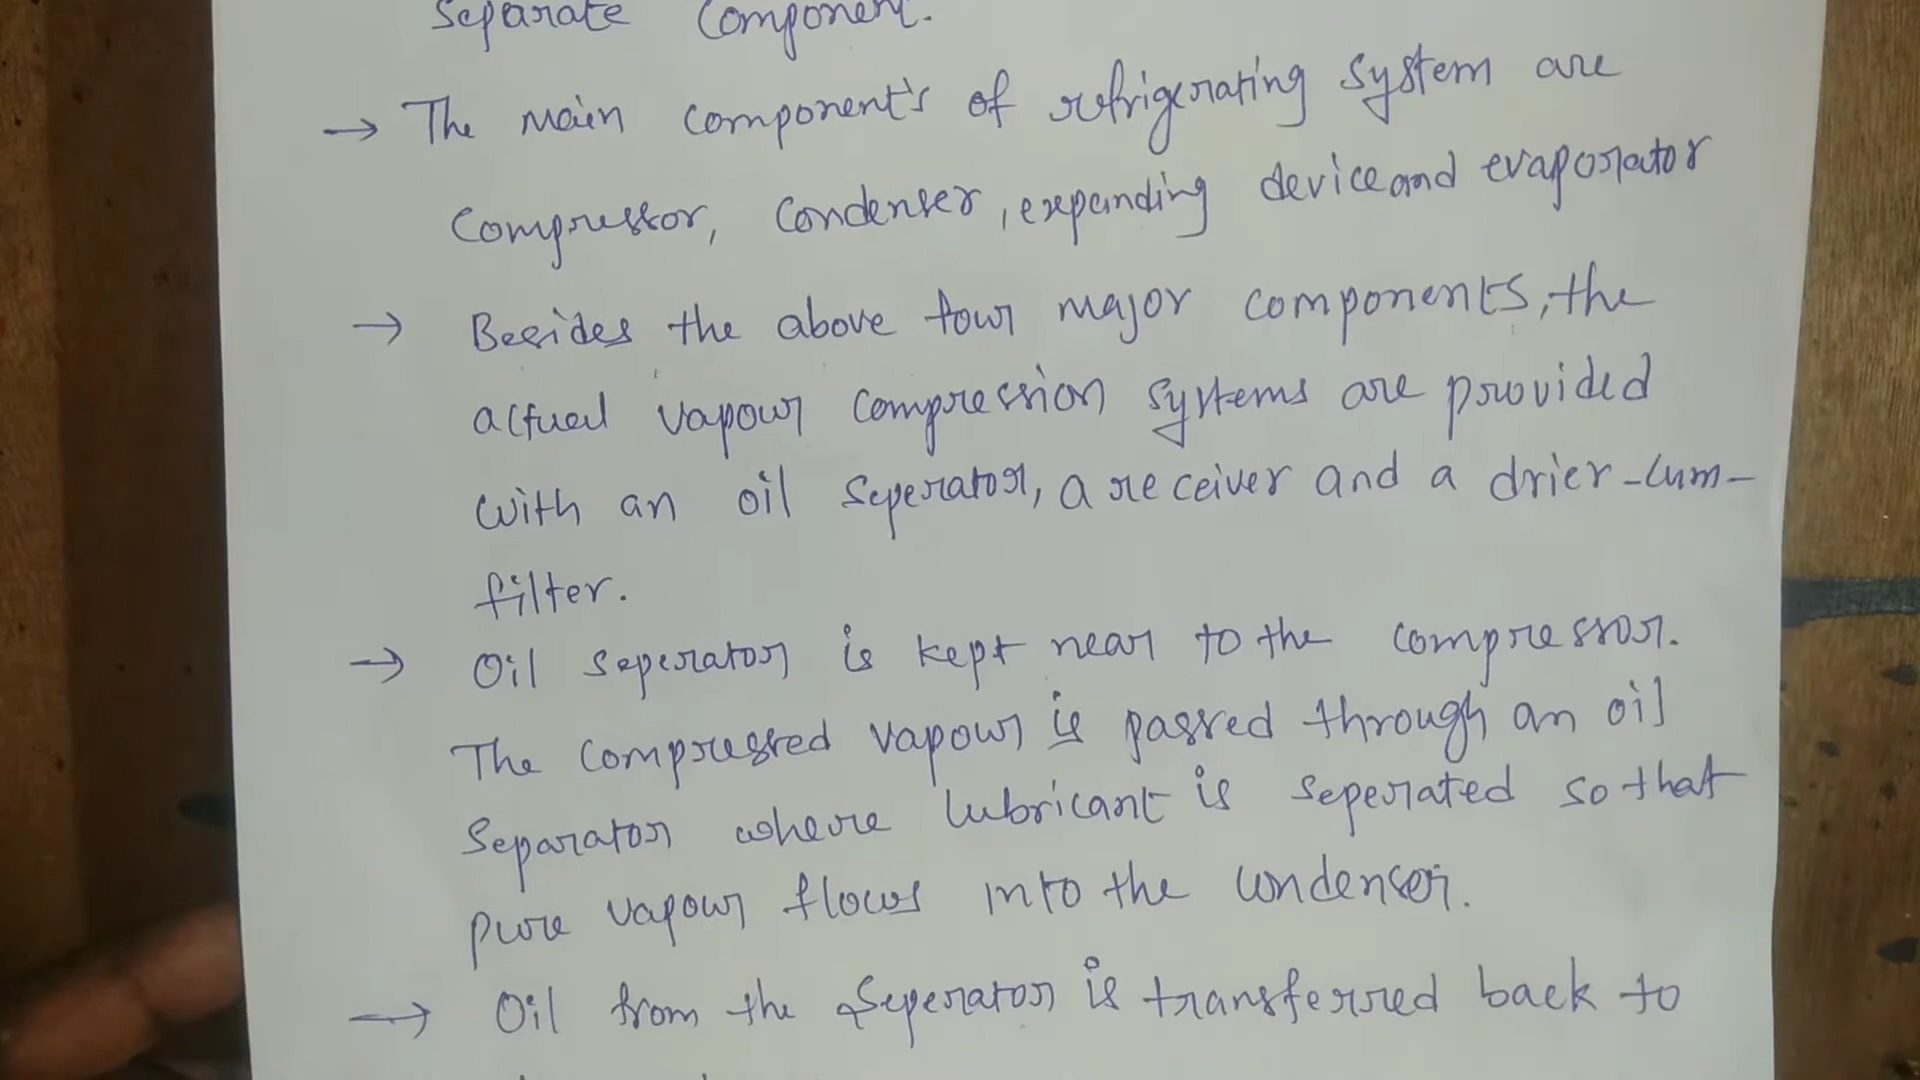 Separate Component.
→ The main component's of refrigerating system are
Compressor, Condenser, expanding device and evaporator
→ Besides the above four major components, the
actual vapour compression systems are provided
with an oil seperator, a receiver and a drier-cum-
filter.
→ Oil seperator is kept near to the compressor.
The compressed vapour is passed through an oil
Separator where lubricant is seperated so that
pure vapour flows into the condensor.
→ Oil from the Seperator is transferred back to